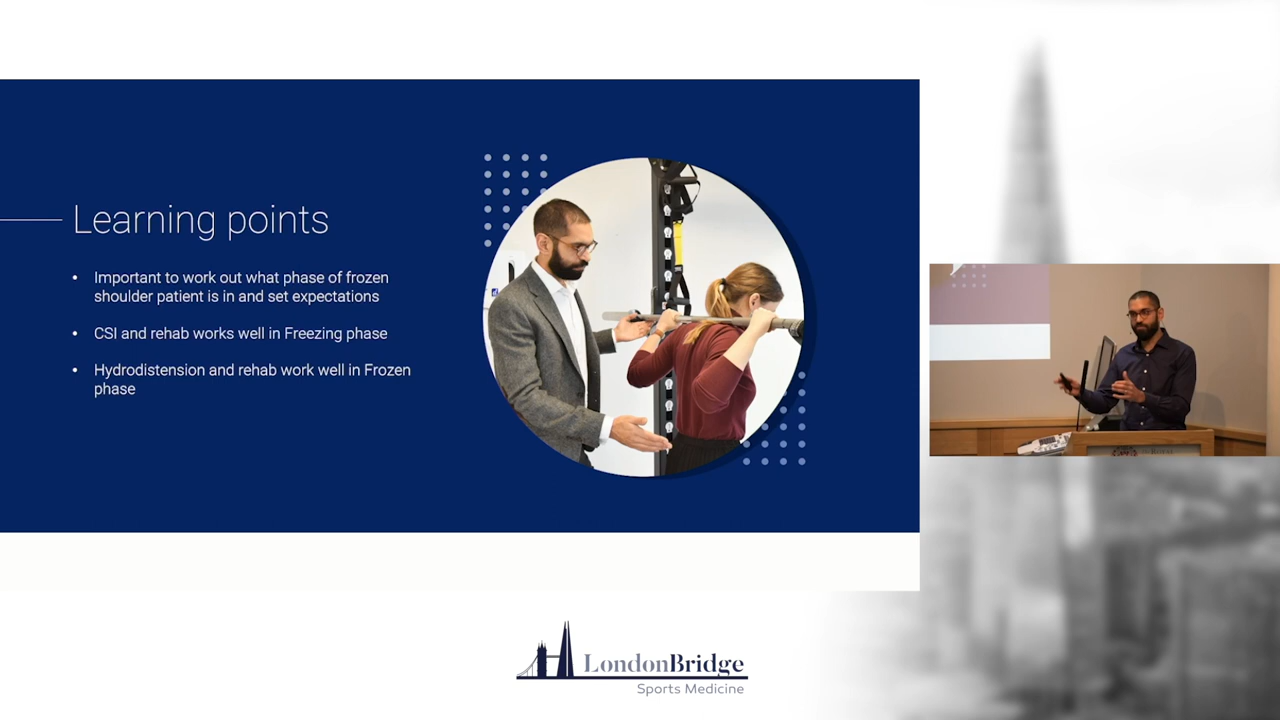 Learning points
• Important to work out what phase of frozen
shoulder patient is in and set expectations
• CSI and rehab works well in Freezing phase
• Hydrodistension and rehab work well in Frozen
phase
LondonBridge
Sports Medicine